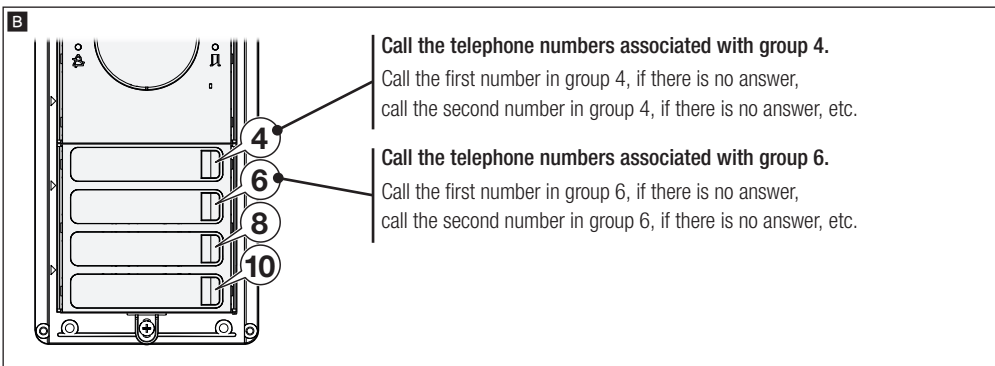 B
Call the telephone numbers associated with group 4.
Call the first number in group 4, if there is no answer,
call the second number in group 4, if there is no answer, etc.
4
Call the telephone numbers associated with group 6.
Call the first number in group 6, if there is no answer,
call the second number in group 6, if there is no answer, etc.
6
8
10